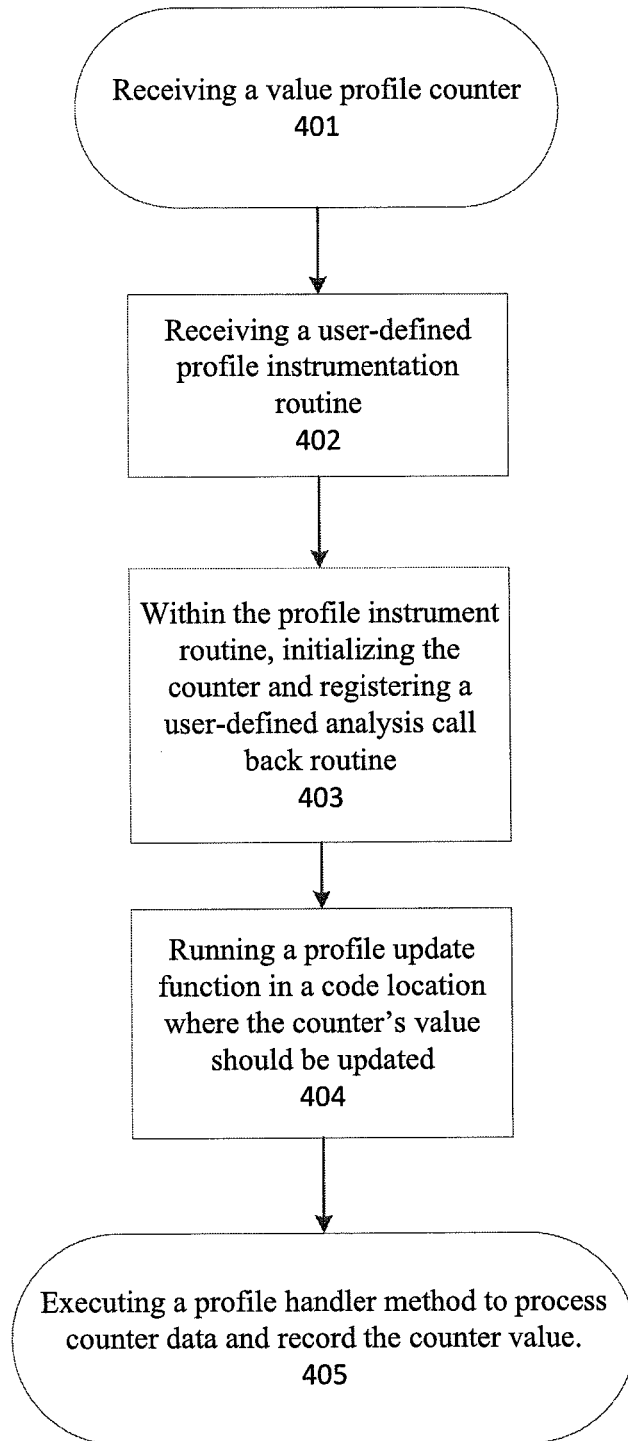 Receiving a value profile counter
401
Receiving a user-defined
profile instrumentation
routine
402
Within the profile instrument
routine, initializing the
counter and registering a
user-defined analysis call
back routine
403
Running a profile update
function in a code location
where the counter's value
should be updated
404
Executing a profile handler method to process
counter data and record the counter value.
405